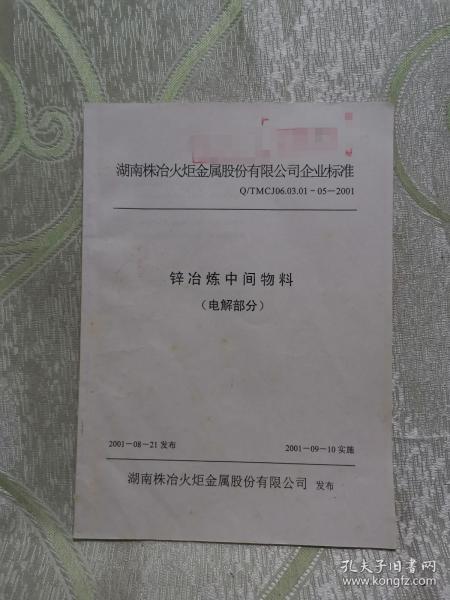 湖南株冶火炬金属股份有限公司企业标准
Q/TMCJ06.03.01-05-2001
锌冶炼中间物料
（电解部分）
2001-08-21 发布
2001-09-10 实施
湖南株冶火炬金属股份有限公司 发布
孔夫子旧书网
www.kongfz.com